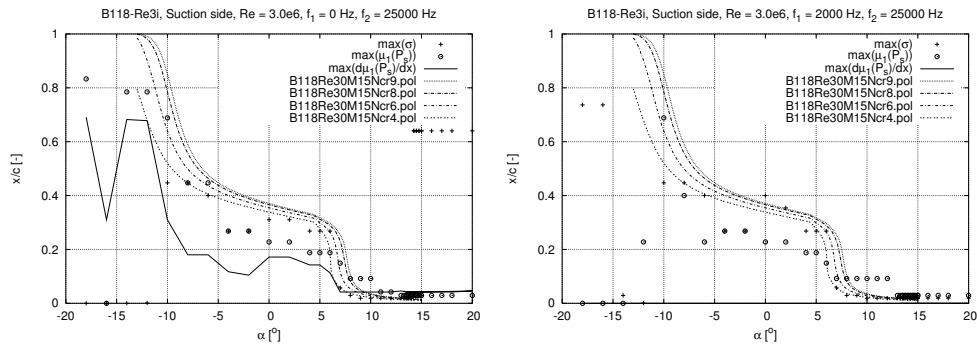 B118-Re3i, Suction side, Re = 3.0e6, f₁ = 0 Hz, f₂ = 25000 Hz
1
0.8
0.6
0.4
0.2
0
x/c [-]
max(σ)
max(μ₁(Pₛ))
max(dμ₁(Pₛ)/dx)
B118Re30M15Ncr9.pol
B118Re30M15Ncr8.pol
B118Re30M15Ncr6.pol
B118Re30M15Ncr4.pol
-20 -15 -10 -5 0 5 10 15 20
α [°]
B118-Re3i, Suction side, Re = 3.0e6, f₁ = 2000 Hz, f₂ = 25000 Hz
1
0.8
0.6
0.4
0.2
0
x/c [-]
max(σ)
max(μ₁(Pₛ))
B118Re30M15Ncr9.pol
B118Re30M15Ncr8.pol
B118Re30M15Ncr6.pol
B118Re30M15Ncr4.pol
-20 -15 -10 -5 0 5 10 15 20
α [°]